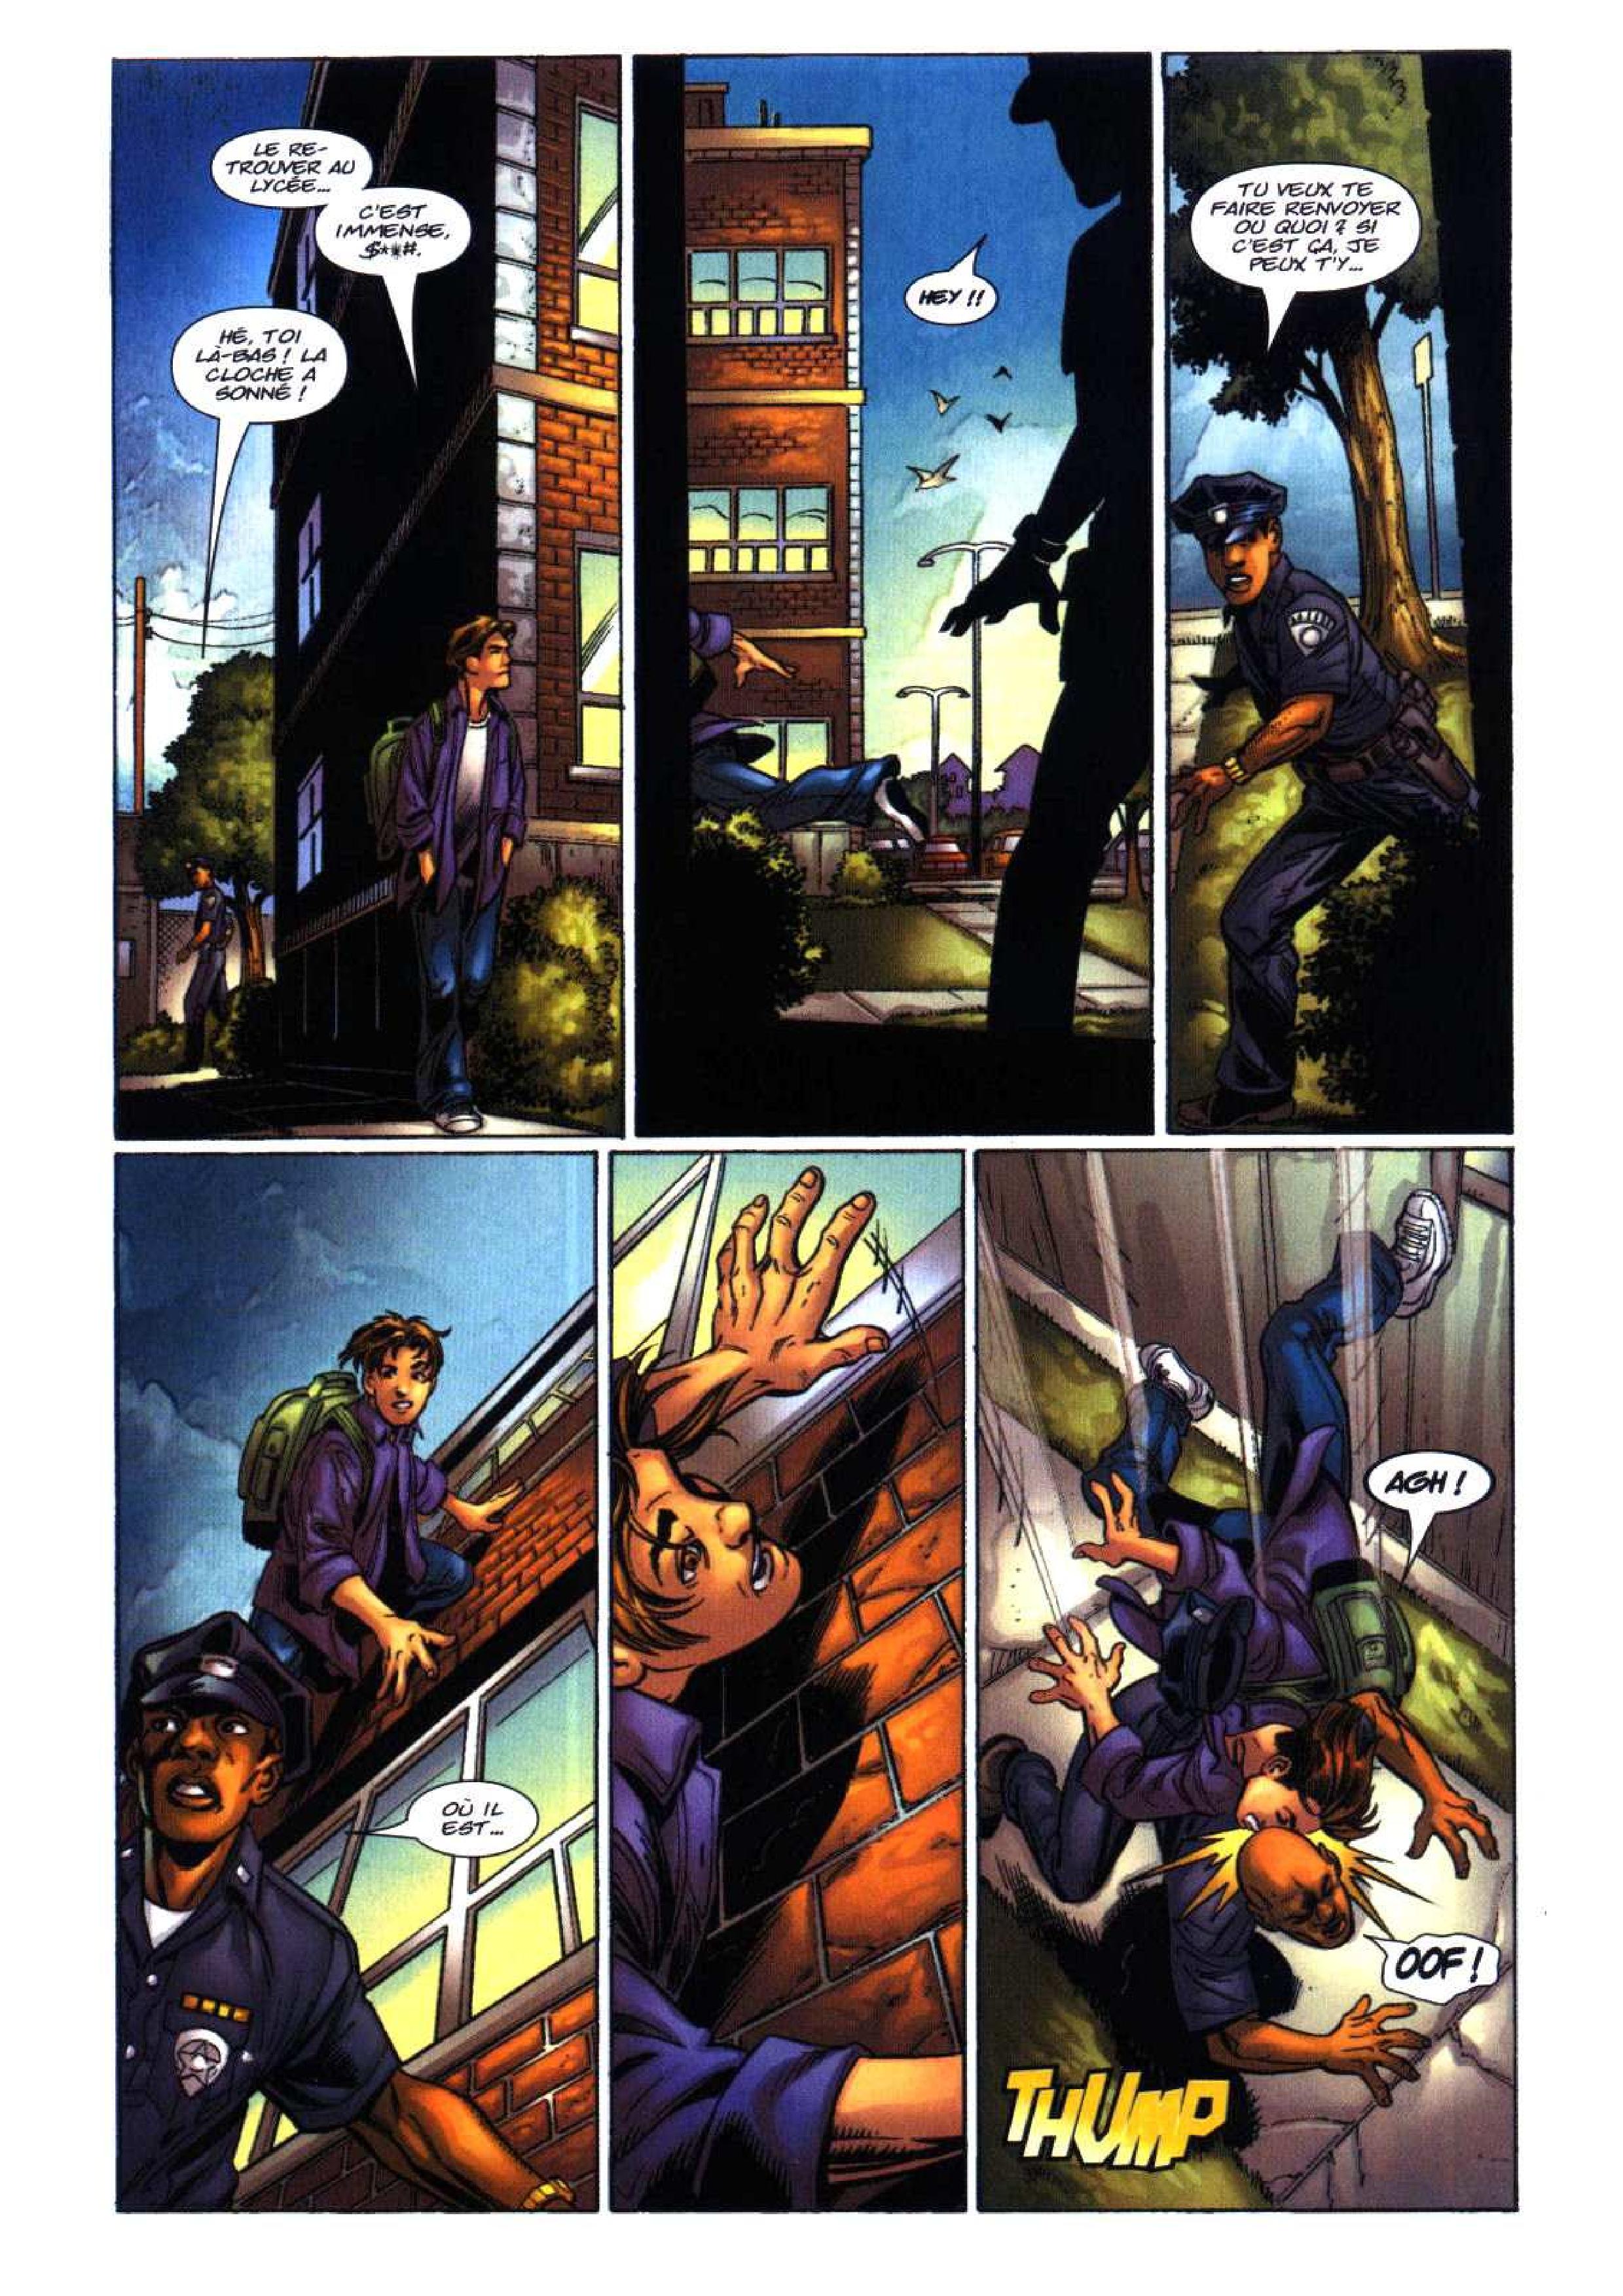 LE RE-
TROUVER AU
LYCÉE...
C'EST
IMMENSE,
$**#.
HÉ, TOI
LÀ-BAS ! LA
CLOCHE A
SONNÉ !
HEY !!
TU VEUX TE
FAIRE RENVOYER
OU QUOI ? SI
C'EST ÇA, JE
PEUX T'Y...
OÙ IL
EST...
AGH !
OOF !
THUMP